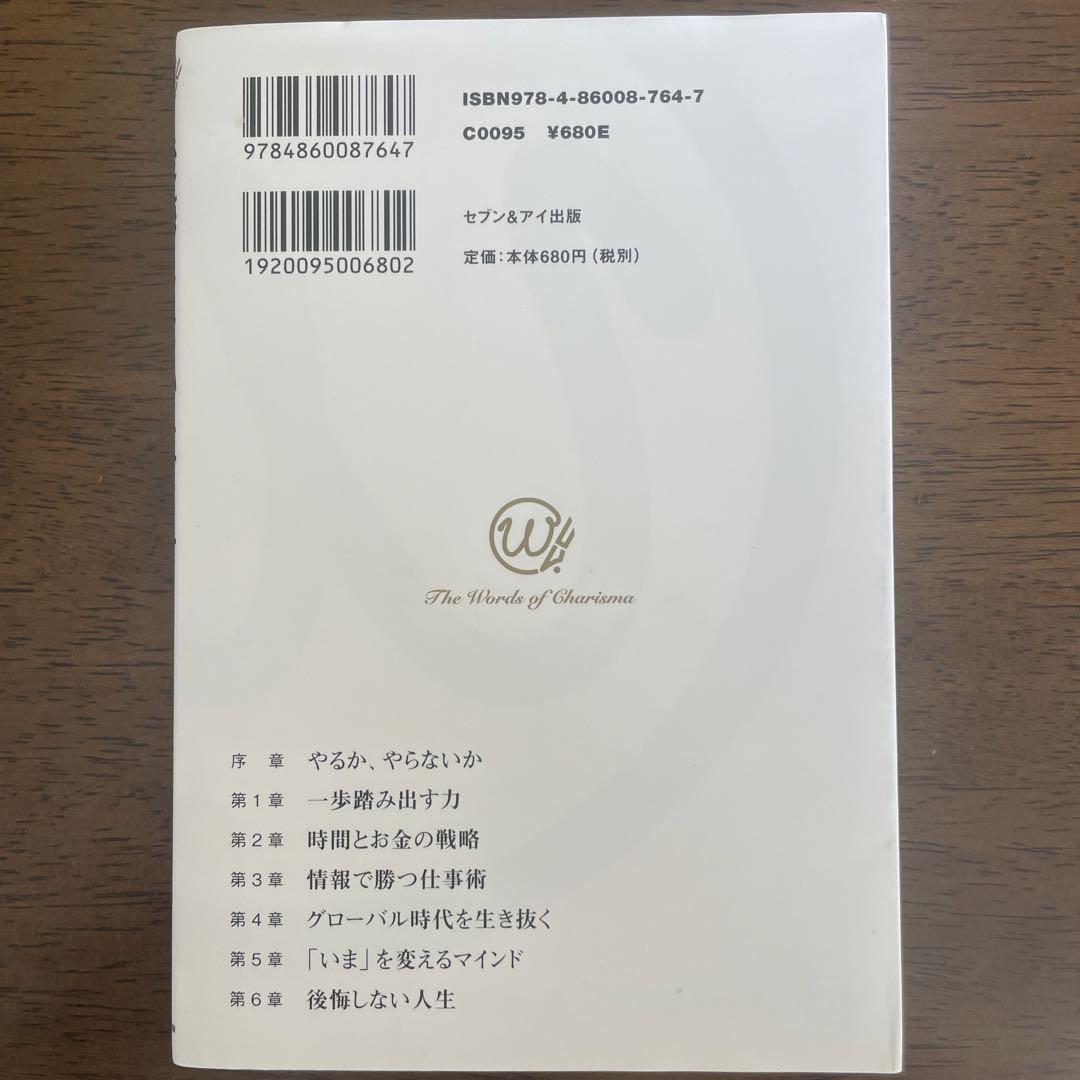 9784860087647
ISBN978-4-86008-764-7
C0095 ¥680E
1920095006802
セブン&アイ出版
定価：本体680円（税別）
W
The Words of Charisma
序 章 やるか、やらないか
第1章 一歩踏み出す力
第2章 時間とお金の戦略
第3章 情報で勝つ仕事術
第4章 グローバル時代を生き抜く
第5章 「いま」を変えるマインド
第6章 後悔しない人生